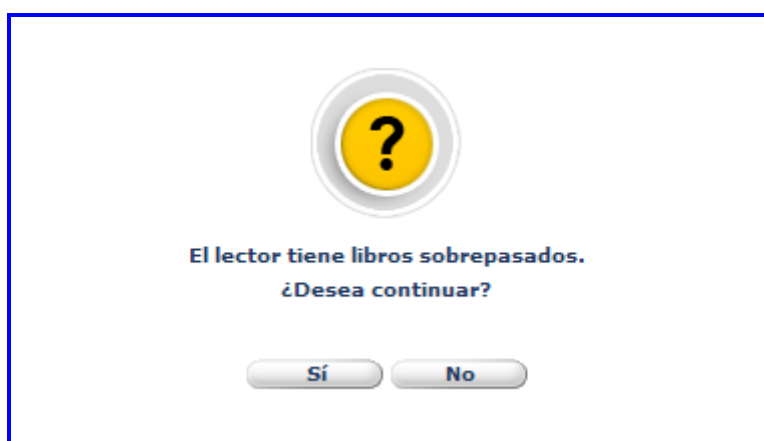 ?
El lector tiene libros sobrepasados.
¿Desea continuar?
Sí No